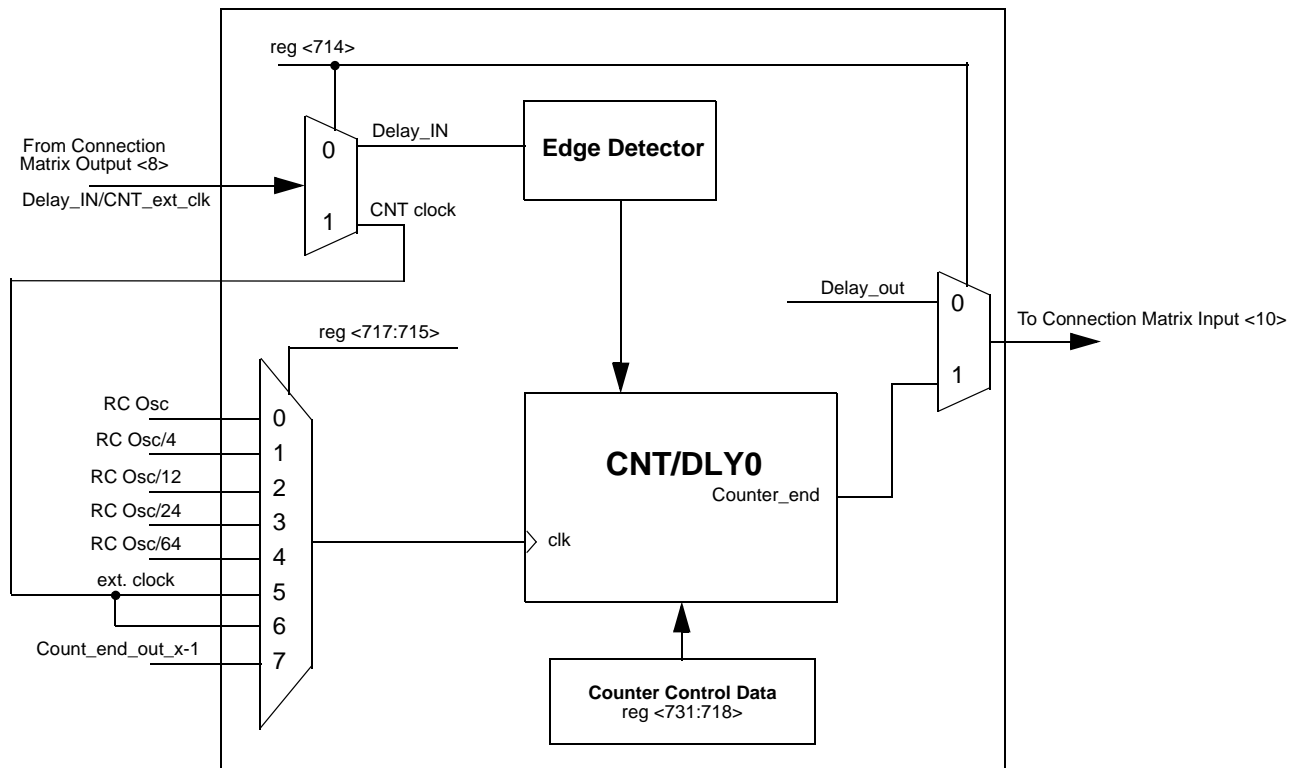 reg <714>
From Connection
Matrix Output <8>
Delay_IN/CNT_ext_clk
0
1
Delay_IN
CNT clock
Edge Detector
Delay_out
0
1
To Connection Matrix Input <10>
reg <717:715>
RC Osc
RC Osc/4
RC Osc/12
RC Osc/24
RC Osc/64
ext. clock
Count_end_out_x-1
0
1
2
3
4
5
6
7
CNT/DLY0
Counter_end
clk
Counter Control Data
reg <731:718>